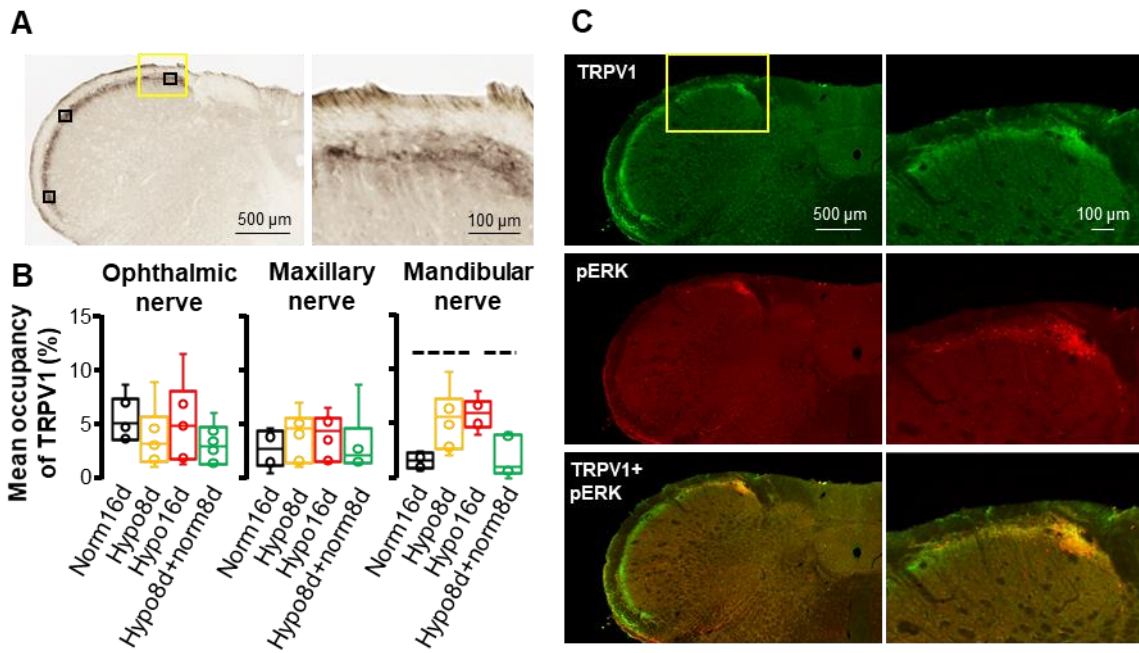 A
500 µm
100 µm
B
Ophthalmic
nerve
Maxillary
nerve
Mandibular
nerve
Mean occupancy
of TRPV1 (%)
15
10
5
0
Norm16d
Hypo8d
Hypo16d
Hypo8d+norm8d
Norm16d
Hypo8d
Hypo16d
Hypo8d+norm8d
Norm16d
Hypo8d
Hypo16d
Hypo8d+norm8d
C
TRPV1
500 µm
100 µm
pERK
TRPV1+
pERK